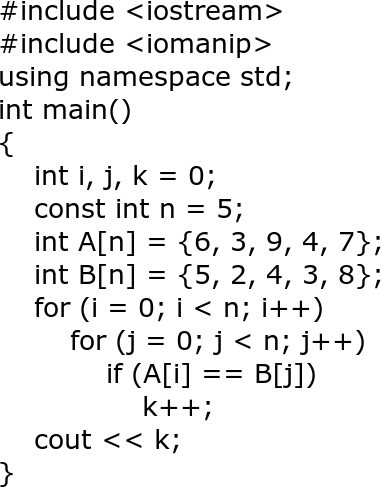 #include <iostream>
#include <iomanip>
using namespace std;
int main()
{
    int i, j, k = 0;
    const int n = 5;
    int A[n] = {6, 3, 9, 4, 7};
    int B[n] = {5, 2, 4, 3, 8};
    for (i = 0; i < n; i++)
        for (j = 0; j < n; j++)
            if (A[i] == B[j])
                k++;
    cout << k;
}